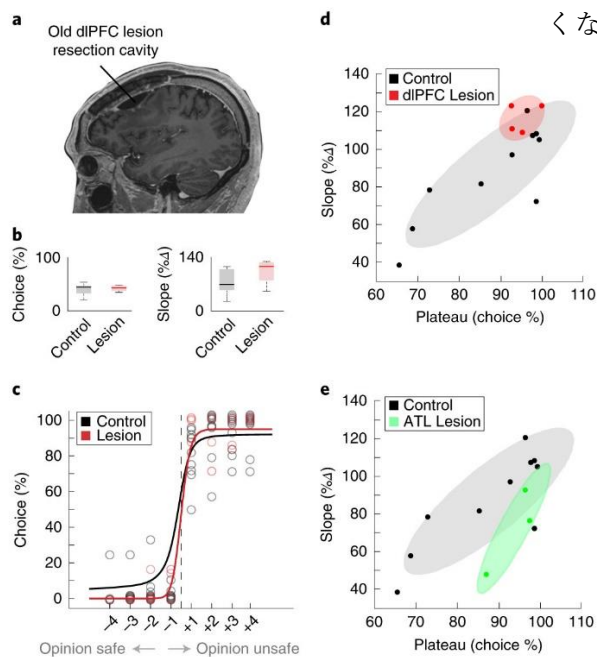 a
Old dlPFC lesion
resection cavity
b
Choice (%)
100
0
Control
Lesion
Slope (%Δ)
140
0
Control
Lesion
c
Control
Lesion
Choice (%)
100
80
60
40
20
0
–4
–3
–2
–1
+1
+2
+3
+4
Opinion safe
Opinion unsafe
くな
d
Control
dlPFC Lesion
Slope (%Δ)
140
120
100
80
60
40
60 70 80 90 100 110
Plateau (choice %)
e
Control
ATL Lesion
Slope (%Δ)
140
120
100
80
60
40
60 70 80 90 100 110
Plateau (choice %)